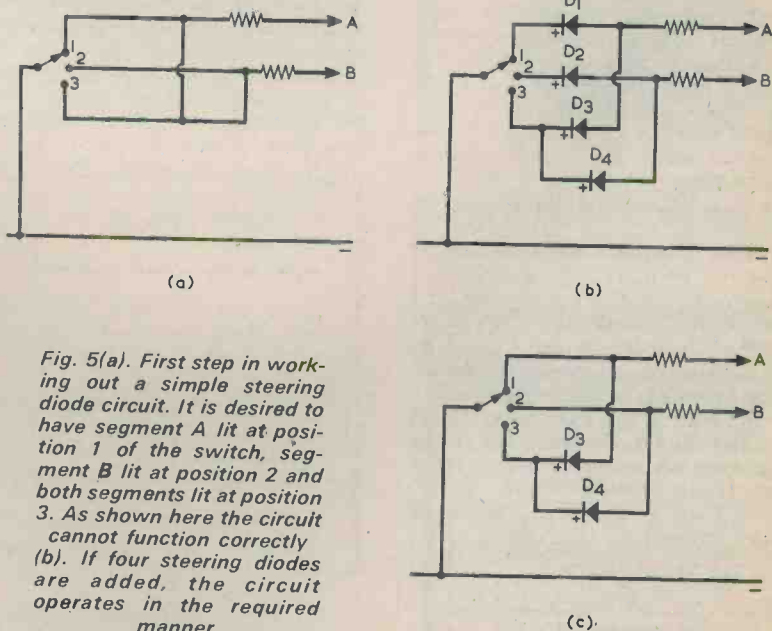 1
2
3
A
B
−
(a)
D1
+
D2
+
D3
+
D4
+
1
2
3
A
B
−
(b)
Fig. 5(a). First step in work-
ing out a simple steering
diode circuit. It is desired to
have segment A lit at posi-
tion 1 of the switch, seg-
ment B lit at position 2 and
both segments lit at position
3. As shown here the circuit
cannot function correctly
(b). If four steering diodes
are added, the circuit
operates in the required
manner
1
2
3
D3
+
D4
+
A
B
−
(c).